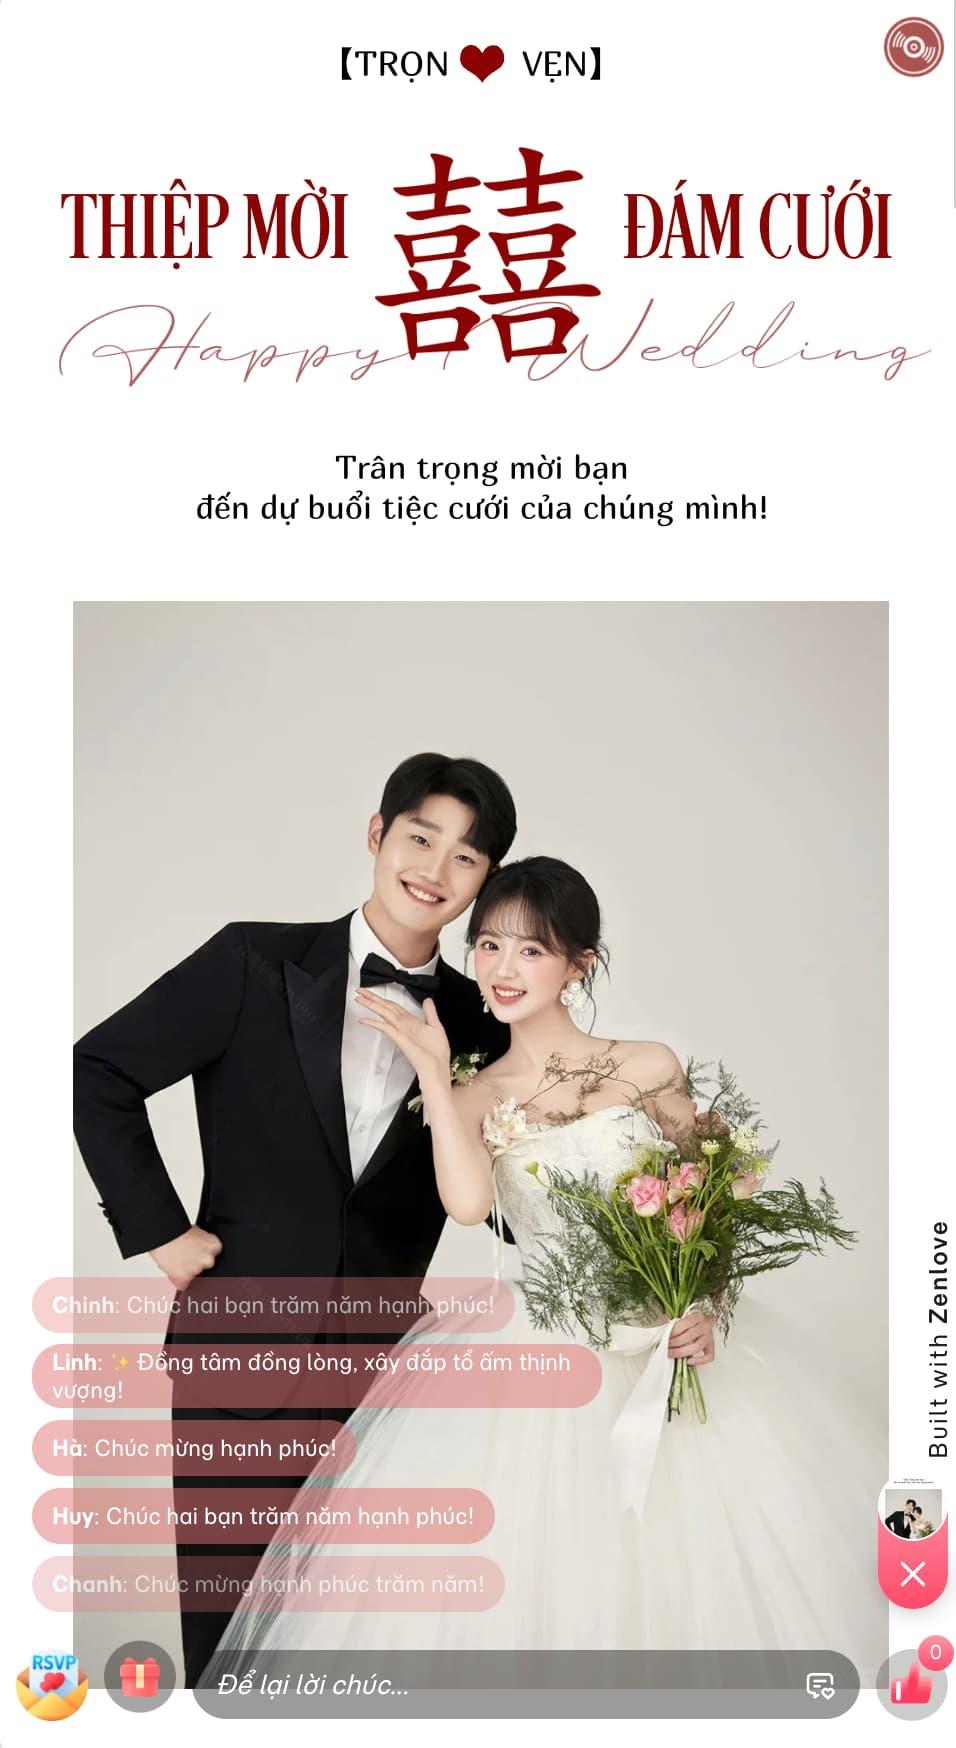 【TRỌN ❤ VẸN】
THIỆP MỜI 囍 ĐÁM CƯỚI
Happy Wedding
Trân trọng mời bạn
đến dự buổi tiệc cưới của chúng mình!
Chinh: Chúc hai bạn trăm năm hạnh phúc!
Linh: ✨ Đồng tâm đồng lòng, xây đắp tổ ấm thịnh
vượng!
Hà: Chúc mừng hạnh phúc!
Huy: Chúc hai bạn trăm năm hạnh phúc!
Chanh: Chúc mừng hạnh phúc trăm năm!
Built with Zenlove
RSVP
Để lại lời chúc...
0